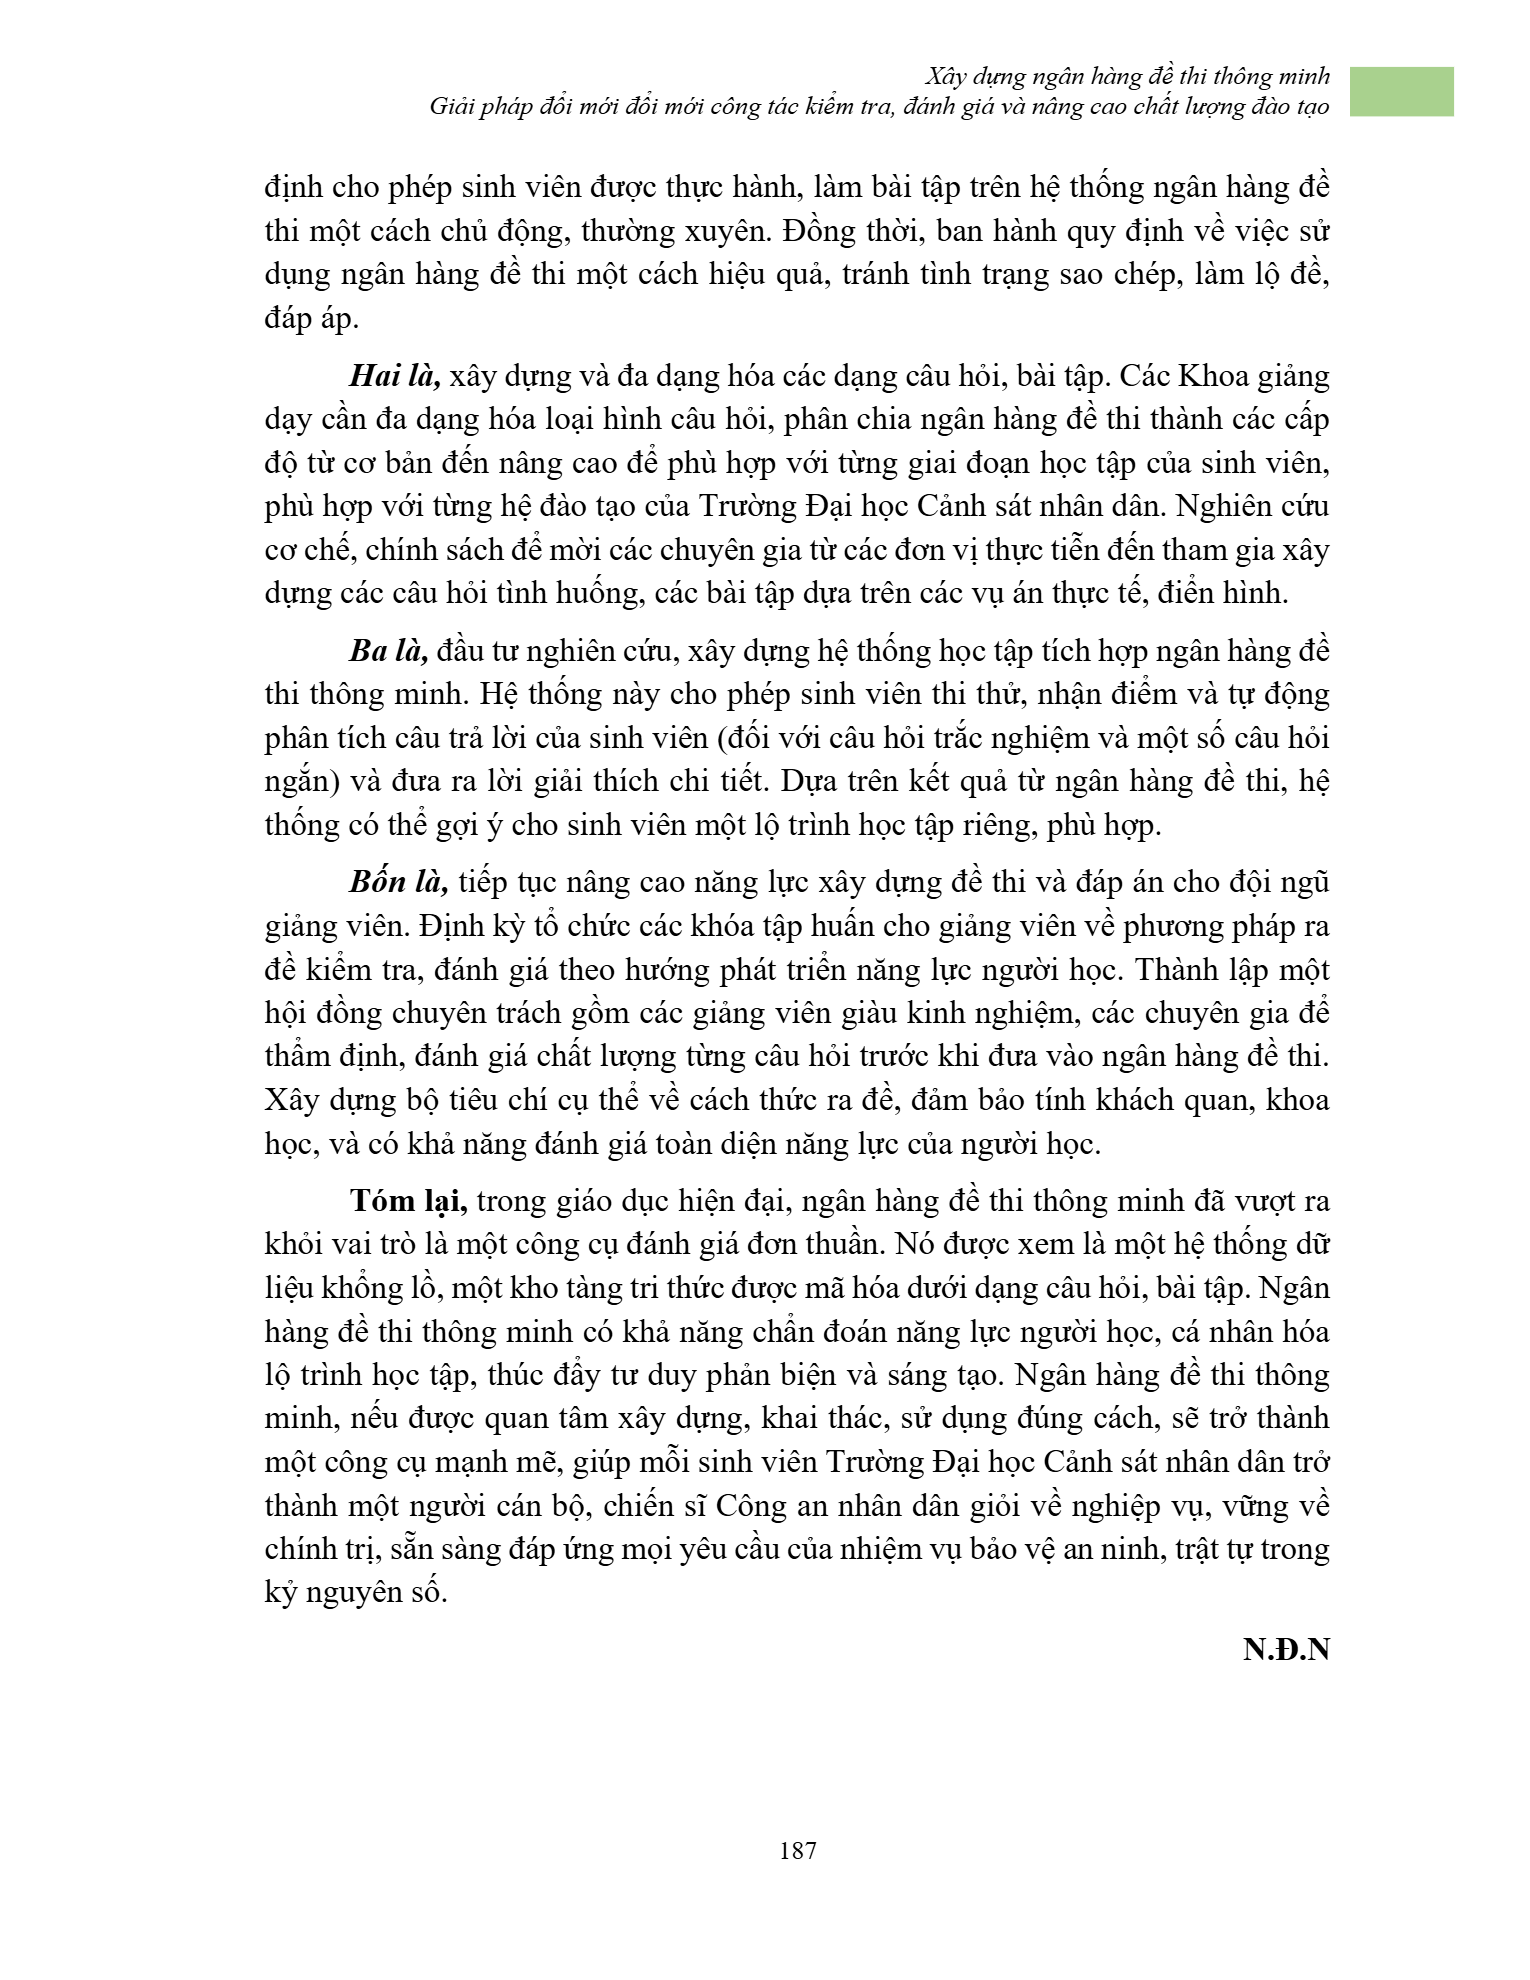 Xây dựng ngân hàng đề thi thông minh
Giải pháp đổi mới đổi mới công tác kiểm tra, đánh giá và nâng cao chất lượng đào tạo
định cho phép sinh viên được thực hành, làm bài tập trên hệ thống ngân hàng đề
thi một cách chủ động, thường xuyên. Đồng thời, ban hành quy định về việc sử
dụng ngân hàng đề thi một cách hiệu quả, tránh tình trạng sao chép, làm lộ đề,
đáp áp.
Hai là, xây dựng và đa dạng hóa các dạng câu hỏi, bài tập. Các Khoa giảng
dạy cần đa dạng hóa loại hình câu hỏi, phân chia ngân hàng đề thi thành các cấp
độ từ cơ bản đến nâng cao để phù hợp với từng giai đoạn học tập của sinh viên,
phù hợp với từng hệ đào tạo của Trường Đại học Cảnh sát nhân dân. Nghiên cứu
cơ chế, chính sách để mời các chuyên gia từ các đơn vị thực tiễn đến tham gia xây
dựng các câu hỏi tình huống, các bài tập dựa trên các vụ án thực tế, điển hình.
Ba là, đầu tư nghiên cứu, xây dựng hệ thống học tập tích hợp ngân hàng đề
thi thông minh. Hệ thống này cho phép sinh viên thi thử, nhận điểm và tự động
phân tích câu trả lời của sinh viên (đối với câu hỏi trắc nghiệm và một số câu hỏi
ngắn) và đưa ra lời giải thích chi tiết. Dựa trên kết quả từ ngân hàng đề thi, hệ
thống có thể gợi ý cho sinh viên một lộ trình học tập riêng, phù hợp.
Bốn là, tiếp tục nâng cao năng lực xây dựng đề thi và đáp án cho đội ngũ
giảng viên. Định kỳ tổ chức các khóa tập huấn cho giảng viên về phương pháp ra
đề kiểm tra, đánh giá theo hướng phát triển năng lực người học. Thành lập một
hội đồng chuyên trách gồm các giảng viên giàu kinh nghiệm, các chuyên gia để
thẩm định, đánh giá chất lượng từng câu hỏi trước khi đưa vào ngân hàng đề thi.
Xây dựng bộ tiêu chí cụ thể về cách thức ra đề, đảm bảo tính khách quan, khoa
học, và có khả năng đánh giá toàn diện năng lực của người học.
Tóm lại, trong giáo dục hiện đại, ngân hàng đề thi thông minh đã vượt ra
khỏi vai trò là một công cụ đánh giá đơn thuần. Nó được xem là một hệ thống dữ
liệu khổng lồ, một kho tàng tri thức được mã hóa dưới dạng câu hỏi, bài tập. Ngân
hàng đề thi thông minh có khả năng chẩn đoán năng lực người học, cá nhân hóa
lộ trình học tập, thúc đẩy tư duy phản biện và sáng tạo. Ngân hàng đề thi thông
minh, nếu được quan tâm xây dựng, khai thác, sử dụng đúng cách, sẽ trở thành
một công cụ mạnh mẽ, giúp mỗi sinh viên Trường Đại học Cảnh sát nhân dân trở
thành một người cán bộ, chiến sĩ Công an nhân dân giỏi về nghiệp vụ, vững về
chính trị, sẵn sàng đáp ứng mọi yêu cầu của nhiệm vụ bảo vệ an ninh, trật tự trong
kỷ nguyên số.
N.Đ.N
187